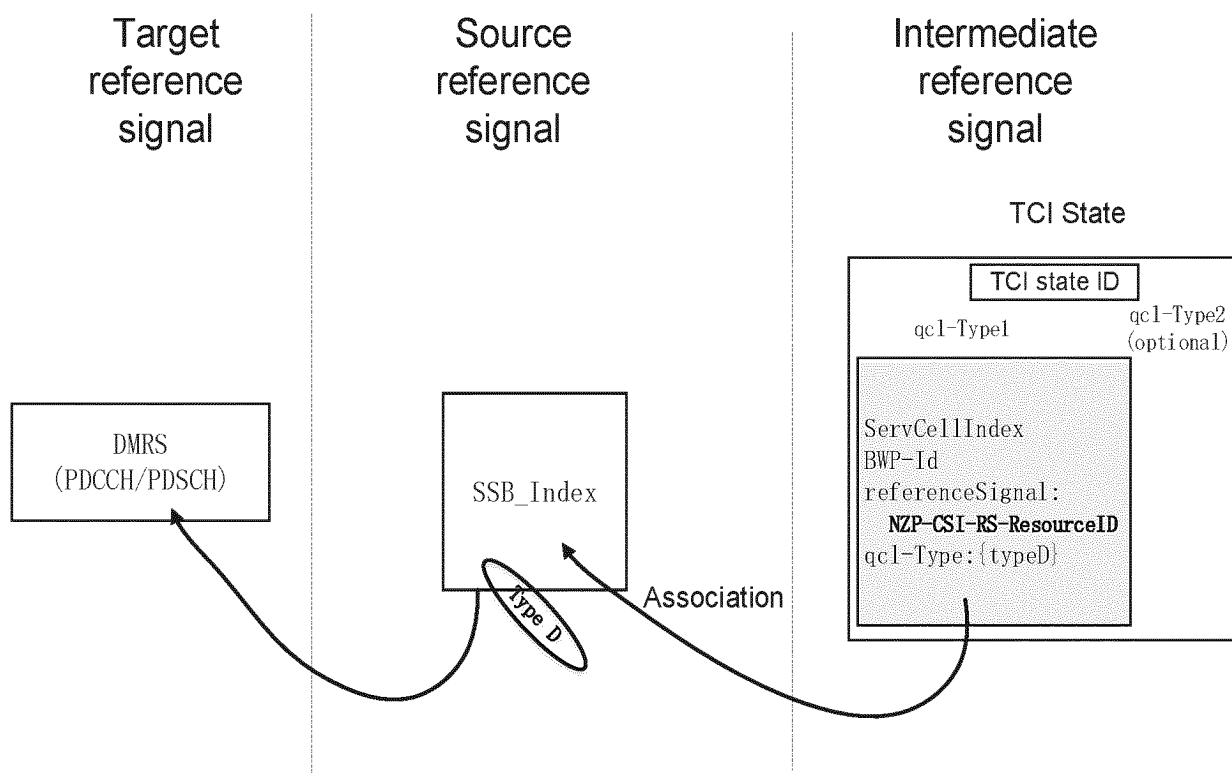 Target
reference
signal
Source
reference
signal
Intermediate
reference
signal
TCI State
TCI state ID
qcl-Type1
qcl-Type2
(optional)
DMRS
(PDCCH/PDSCH)
SSB_Index
ServCellIndex
BWP-Id
referenceSignal:
NZP-CSI-RS-ResourceID
qcl-Type:{typeD}
Type D
Association